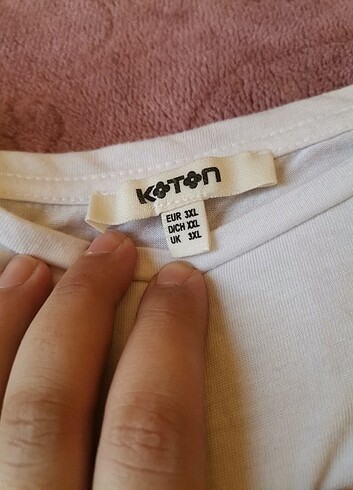 KOTON
EUR 3XL
D/CH XXL
UK 3XL